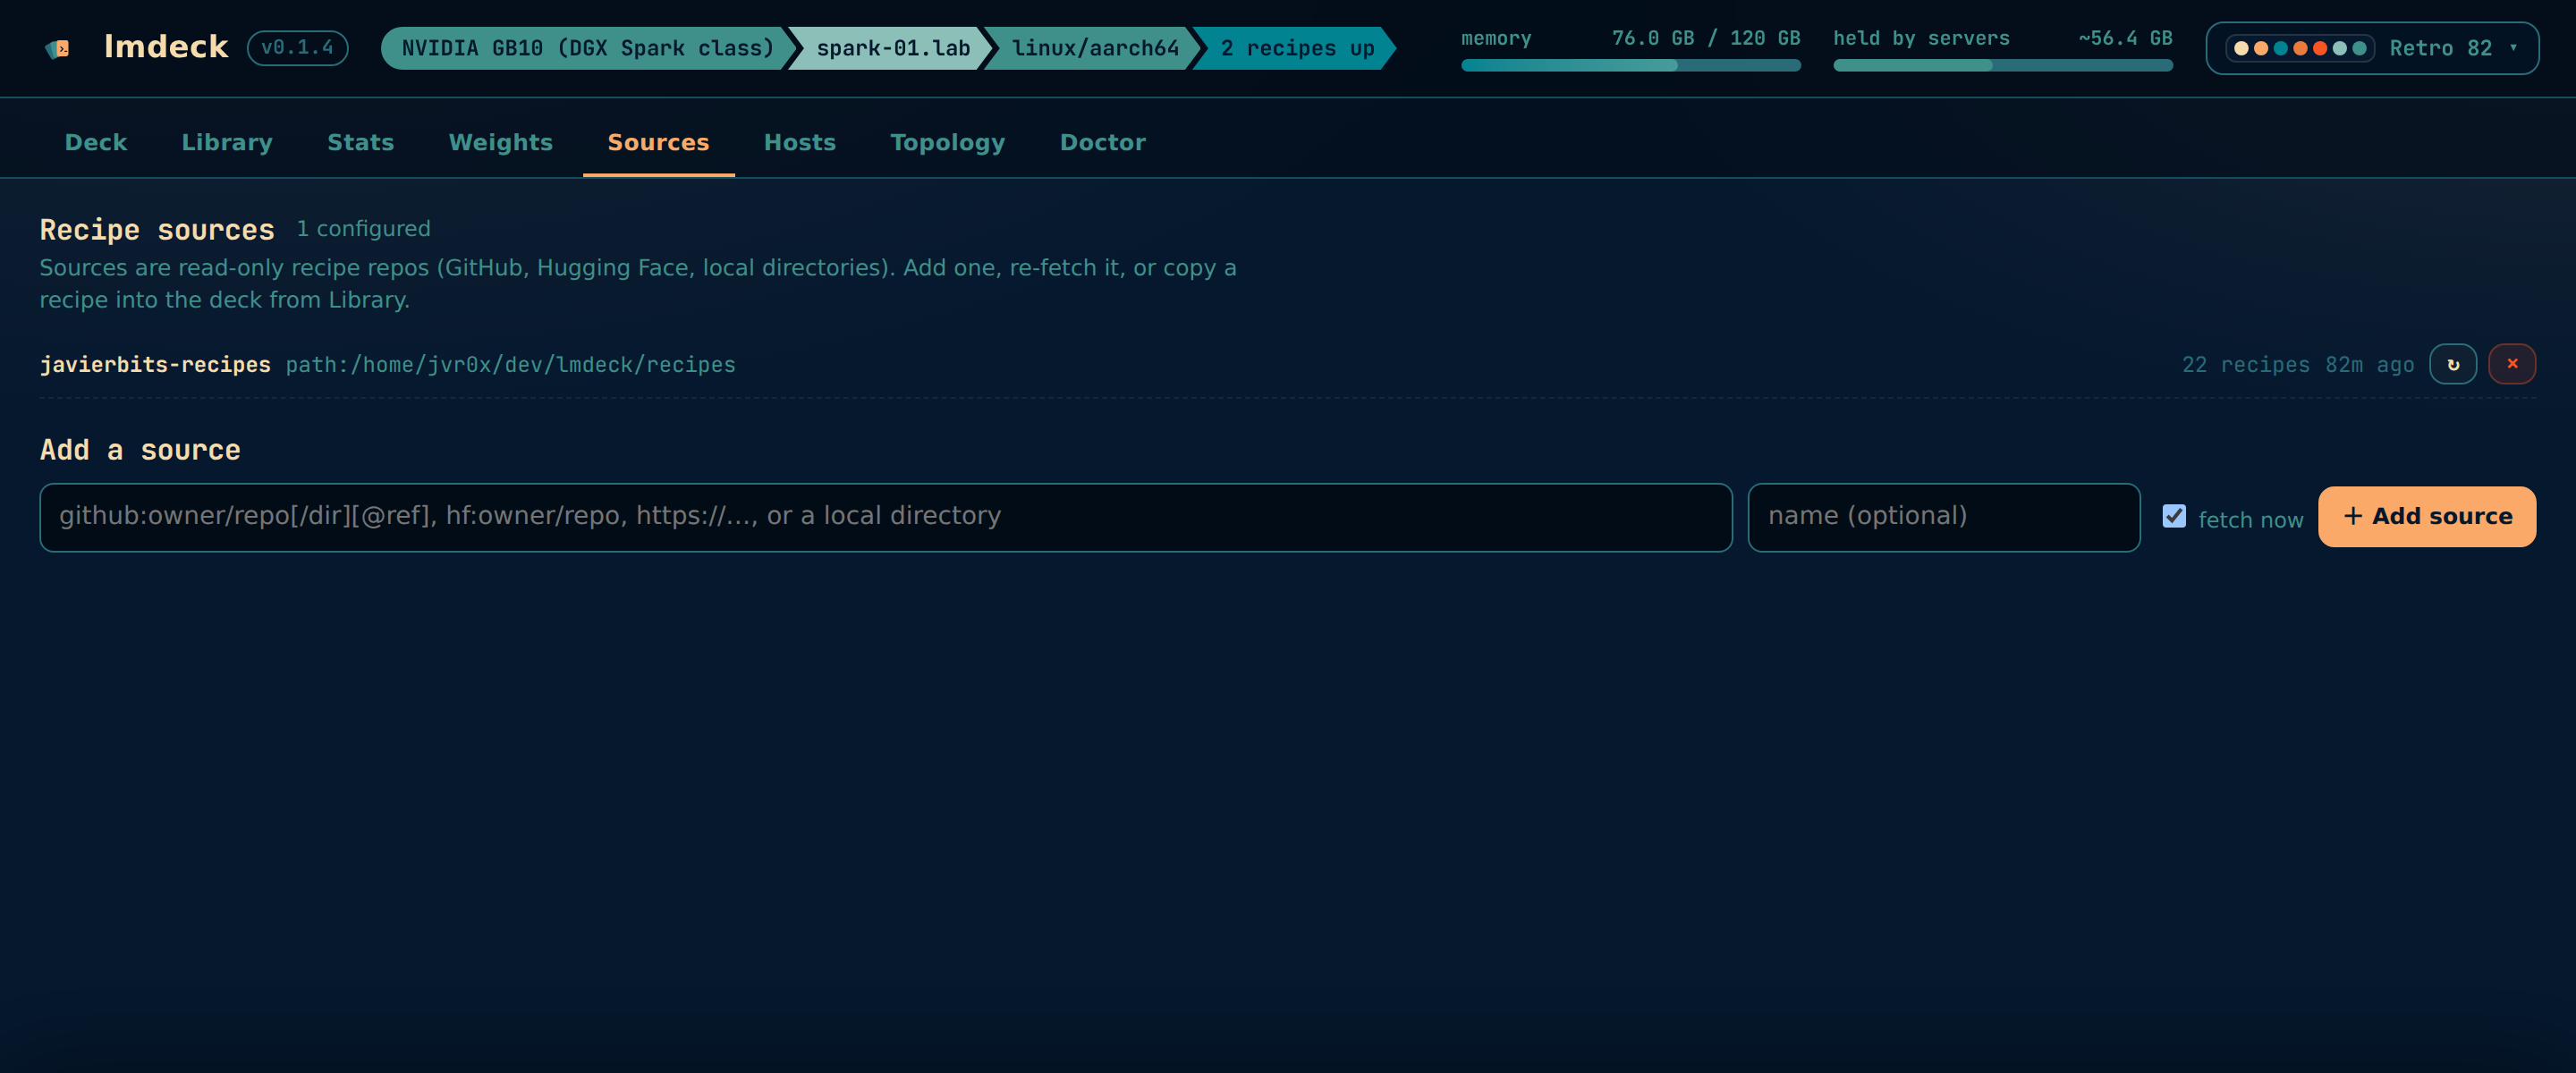 lmdeck v0.1.4 NVIDIA GB10 (DGX Spark class) spark-01.lab linux/aarch64 2 recipes up memory 76.0 GB / 120 GB held by servers ~56.4 GB Retro 82 ▾
Deck Library Stats Weights Sources Hosts Topology Doctor
Recipe sources 1 configured
Sources are read-only recipe repos (GitHub, Hugging Face, local directories). Add one, re-fetch it, or copy a
recipe into the deck from Library.
javierbits-recipes path:/home/jvr0x/dev/lmdeck/recipes 22 recipes 82m ago ↻ ×
Add a source
github:owner/repo[/dir][@ref], hf:owner/repo, https://…, or a local directory name (optional) fetch now + Add source